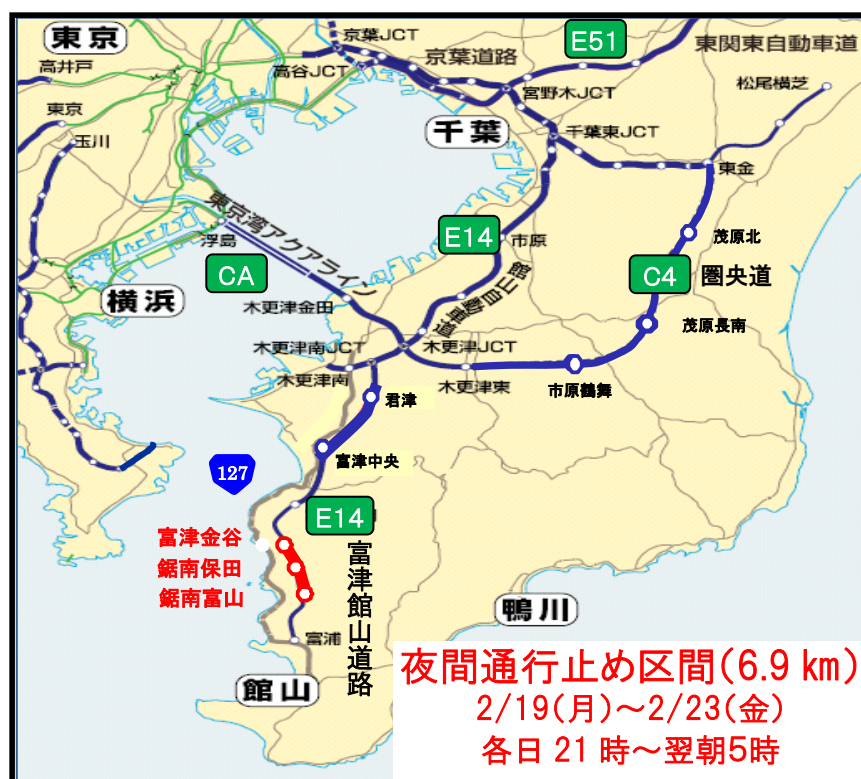 東京
京葉JCT
E51
東関東自動車道
高井戸
高谷JCT
京葉道路
宮野木JCT
松尾横芝
東京
玉川
千葉
千葉東JCT
東金
東京湾アクアライン
浮島
CA
E14
市原
茂原北
館山自動車道
C4
圏央道
横浜
木更津金田
茂原長南
木更津南JCT
木更津JCT
木更津南
木更津東
市原鶴舞
君津
富津中央
127
E14
富津金谷
鋸南保田
鋸南富山
富津館山道路
鴨川
富浦
館山
夜間通行止め区間(6.9 km)
2/19(月)～2/23(金)
各日 21 時～翌朝5時